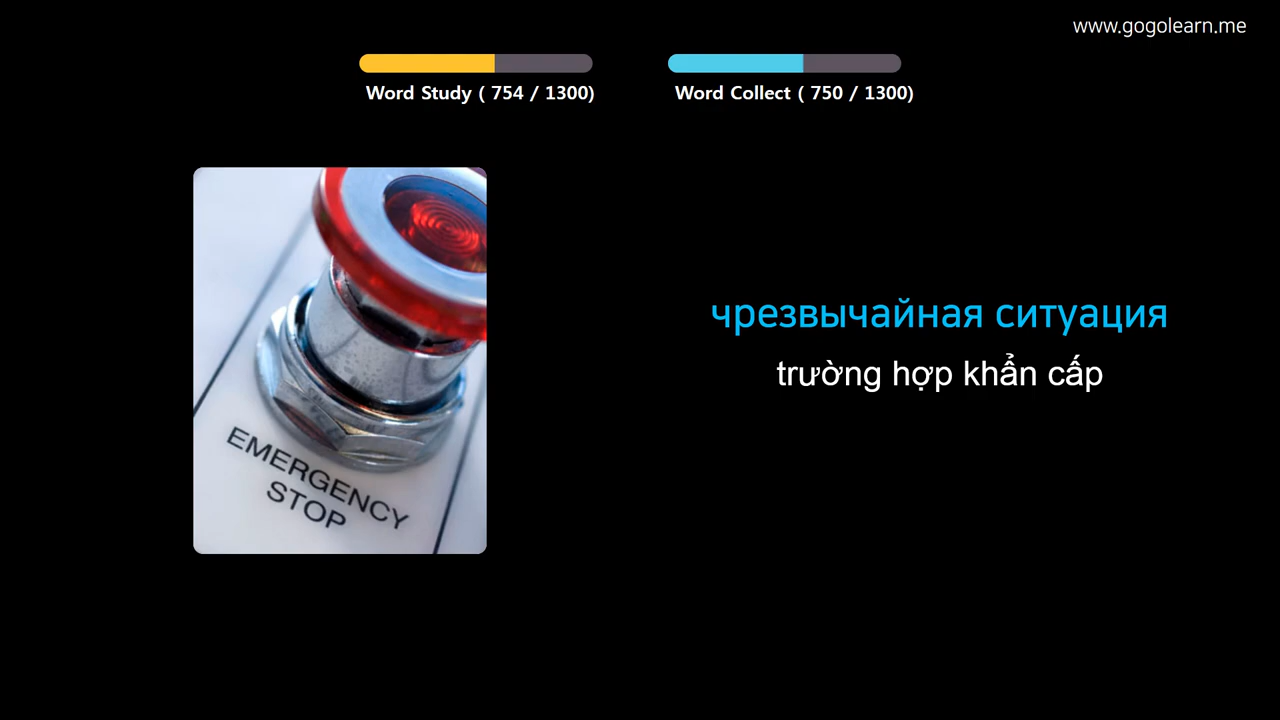 www.gogolearn.me
Word Study ( 754 / 1300)
Word Collect ( 750 / 1300)
чрезвычайная ситуация
trường hợp khẩn cấp
EMERGENCY
STOP